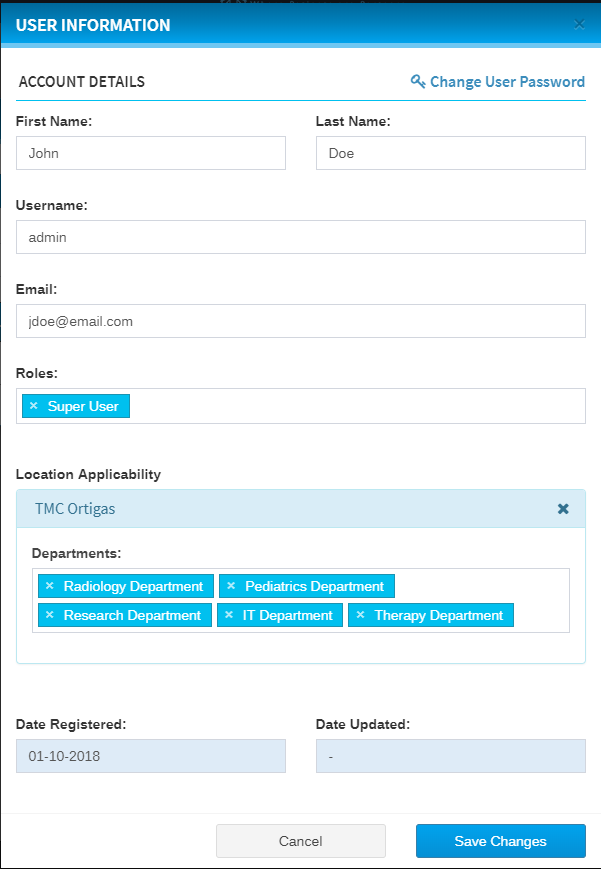 USER INFORMATION ×
ACCOUNT DETAILS Change User Password
First Name: Last Name:
John Doe
Username:
admin
Email:
jdoe@email.com
Roles:
× Super User
Location Applicability
TMC Ortigas ×
Departments:
× Radiology Department × Pediatrics Department
× Research Department × IT Department × Therapy Department
Date Registered: Date Updated:
01-10-2018 -
Cancel Save Changes